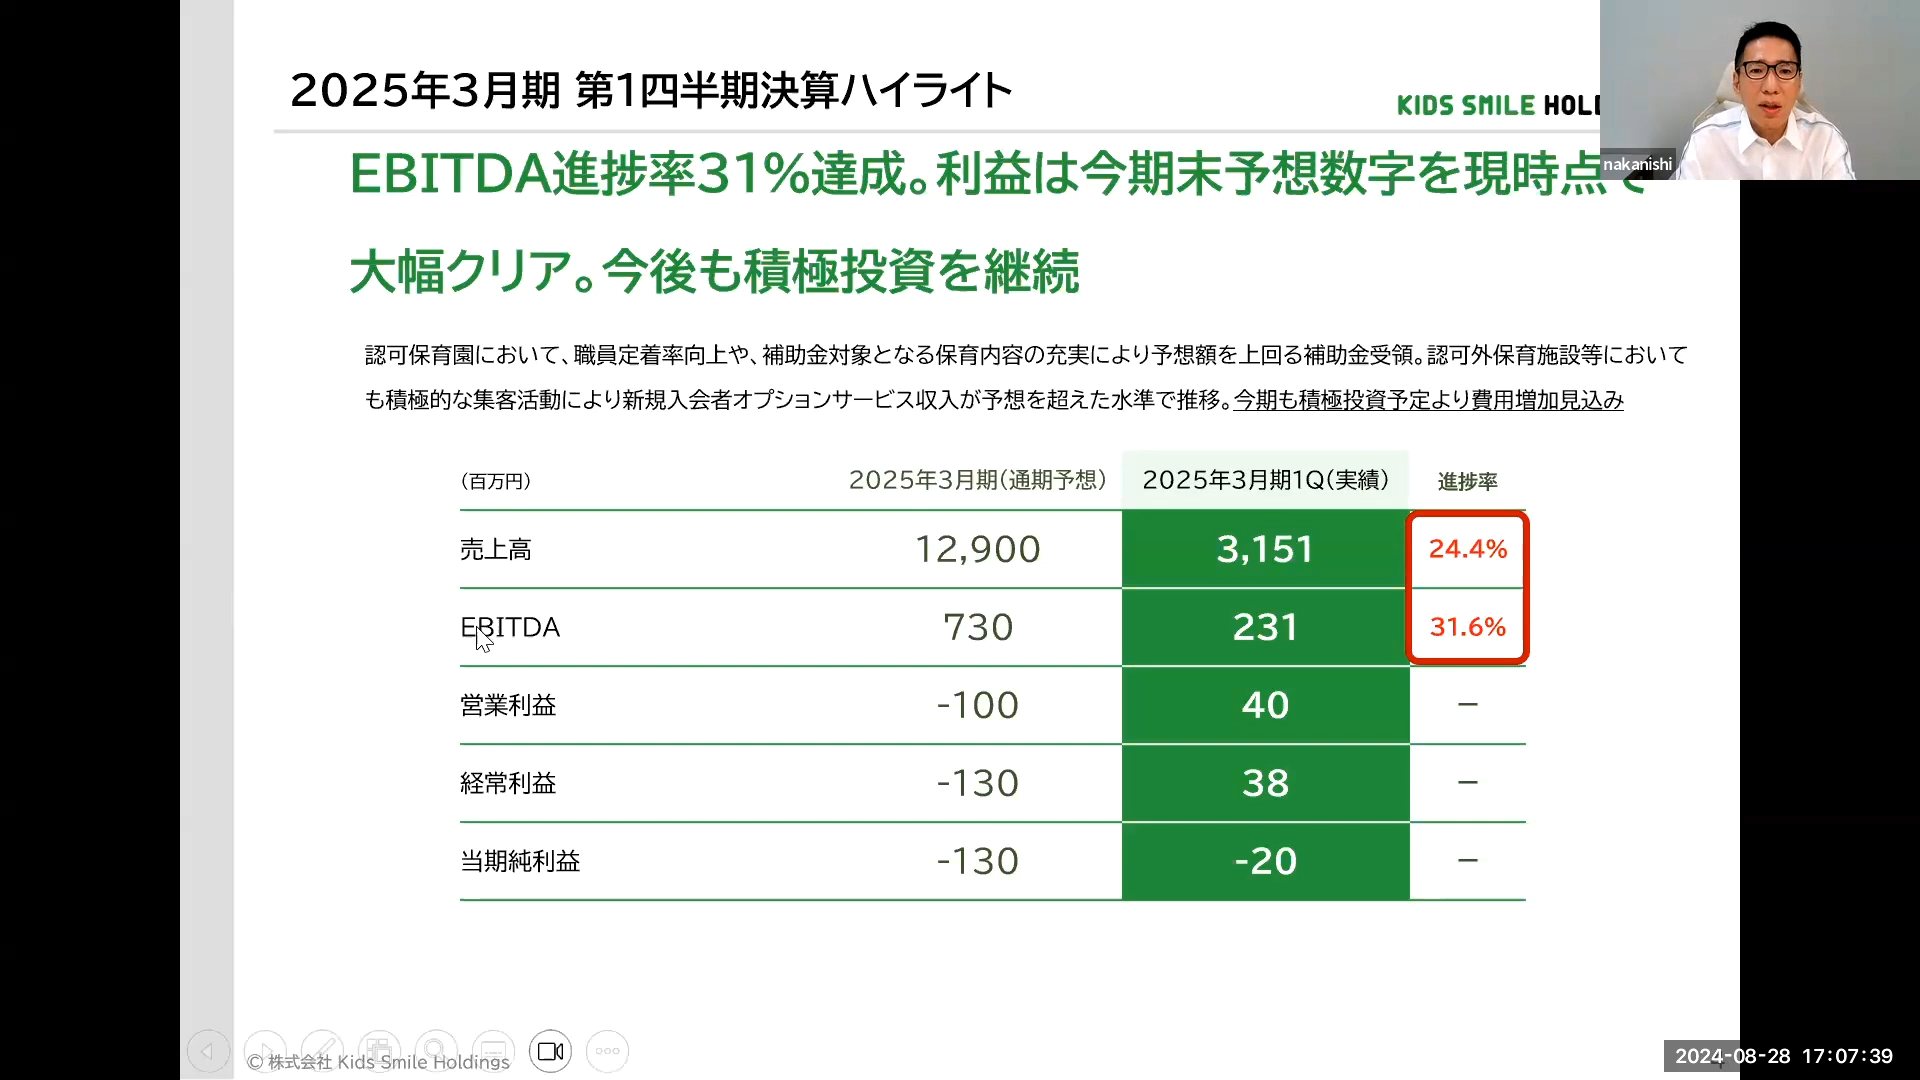 2025年3月期 第1四半期決算ハイライト
KIDS SMILE
nakanishi
EBITDA進捗率31%達成。利益は今期末予想数字を現時点で
大幅クリア。今後も積極投資を継続
認可保育園において、職員定着率向上や、補助金対象となる保育内容の充実により予想額を上回る補助金受領。認可外保育施設等において
も積極的な集客活動により新規入会者オプションサービス収入が予想を超えた水準で推移。今期も積極投資予定より費用増加見込み
（百万円） 2025年3月期（通期予想） 2025年3月期1Q（実績） 進捗率
売上高 12,900 3,151 24.4%
EBITDA 730 231 31.6%
営業利益 -100 40 －
経常利益 -130 38 －
当期純利益 -130 -20 －
© 株式会社 Kids Smile Holdings
2024-08-28 17:07:39